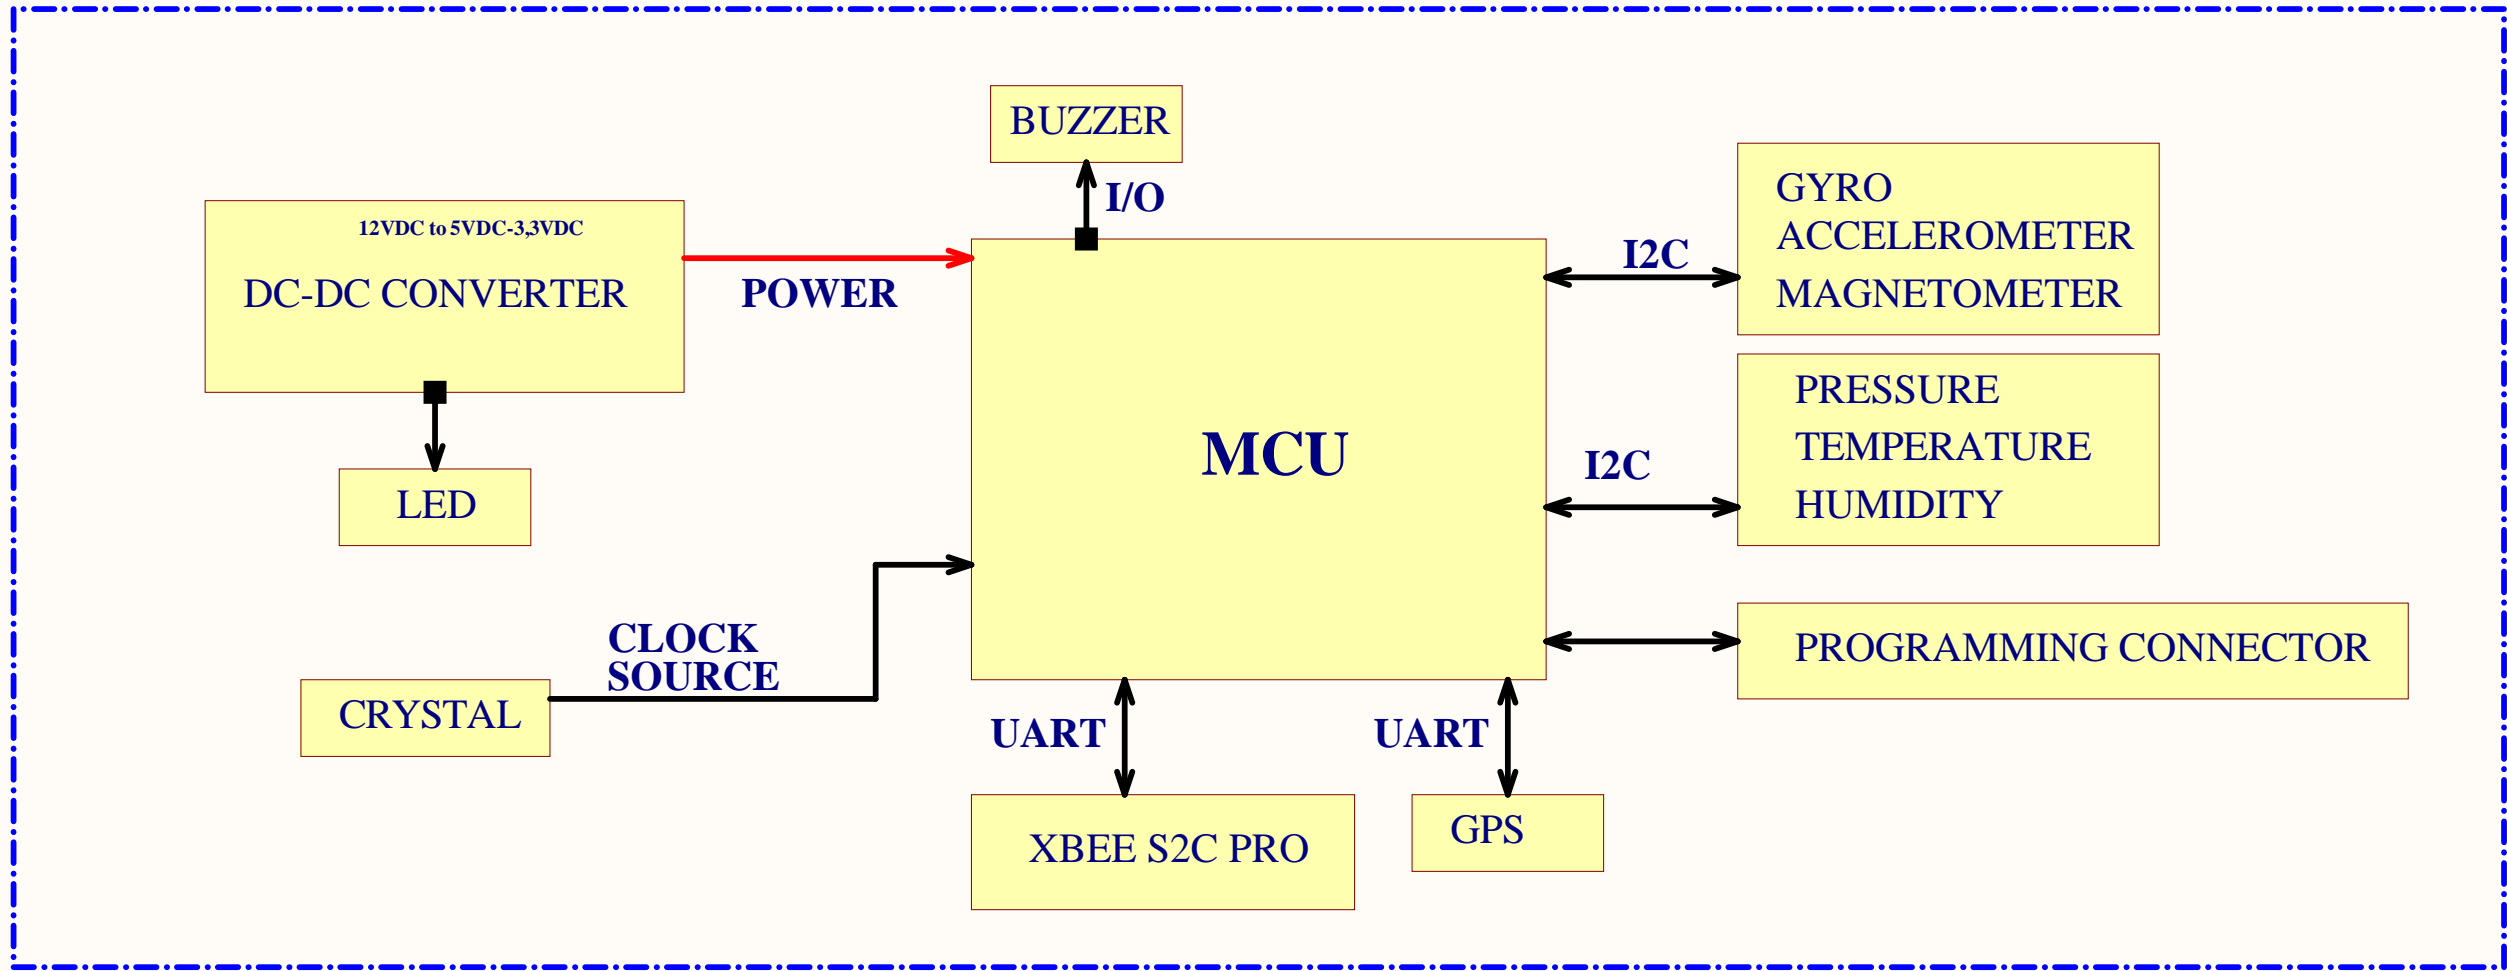 BUZZER
I/O
12VDC to 5VDC-3,3VDC
DC-DC CONVERTER
POWER
LED
CLOCK
SOURCE
CRYSTAL
MCU
I2C
GYRO
ACCELEROMETER
MAGNETOMETER
I2C
PRESSURE
TEMPERATURE
HUMIDITY
PROGRAMMING CONNECTOR
UART
UART
XBEE S2C PRO
GPS